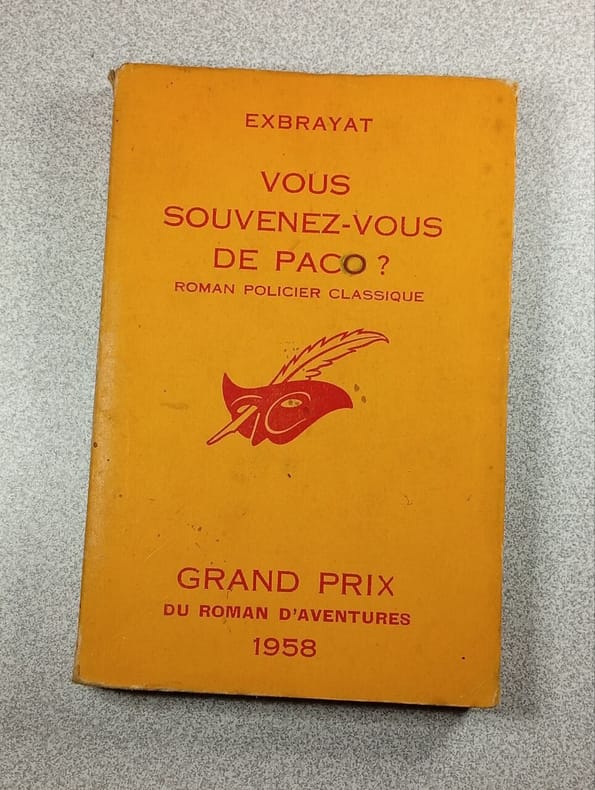 EXBRAYAT
VOUS
SOUVENEZ-VOUS
DE PACO ?
ROMAN POLICIER CLASSIQUE
GRAND PRIX
DU ROMAN D'AVENTURES
1958